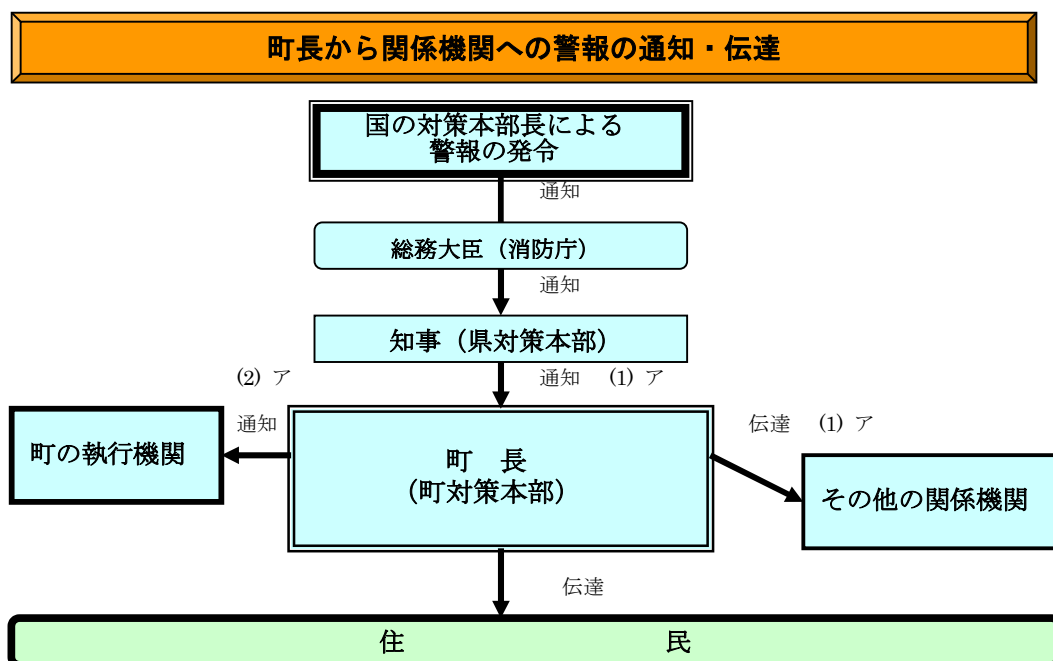 町長から関係機関への警報の通知・伝達
国の対策本部長による
警報の発令
通知
総務大臣（消防庁）
通知
知事（県対策本部）
通知 (1) ア
(2) ア
通知
町の執行機関
町 長
（町対策本部）
伝達 (1) ア
その他の関係機関
伝達
住 民